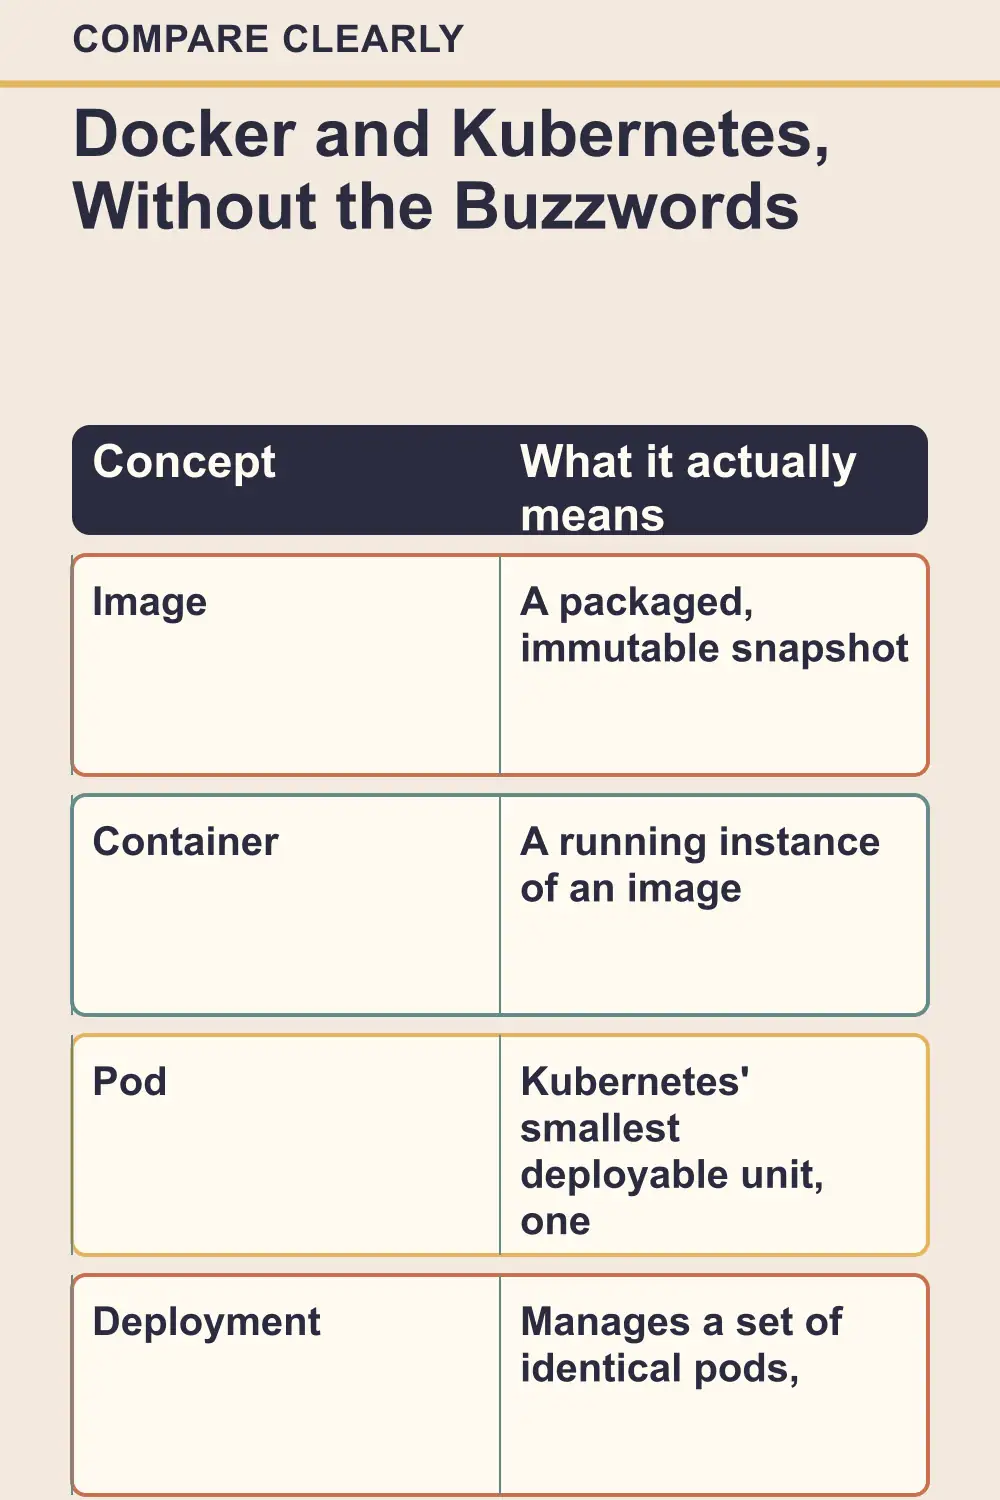 COMPARE CLEARLY
Docker and Kubernetes,
Without the Buzzwords
Concept
What it actually
means
Image
A packaged,
immutable snapshot
Container
A running instance
of an image
Pod
Kubernetes'
smallest
deployable unit,
one
Deployment
Manages a set of
identical pods,